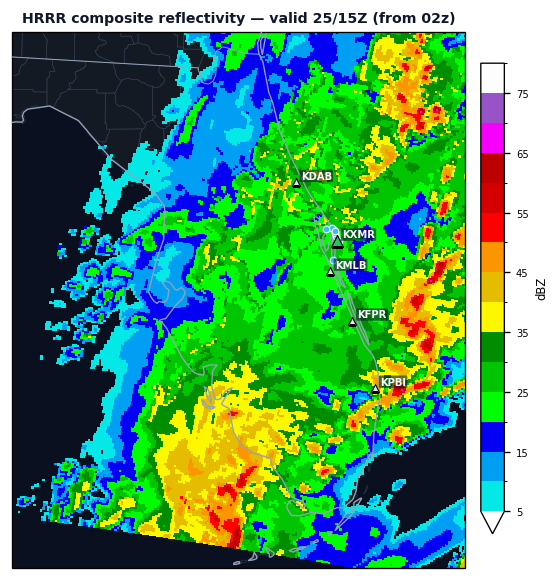 HRRR composite reflectivity — valid 25/15Z (from 02z)
75
65
55
45
35
25
15
5
dBZ
KDAB
KXMR
KMLB
KFPR
KPBI